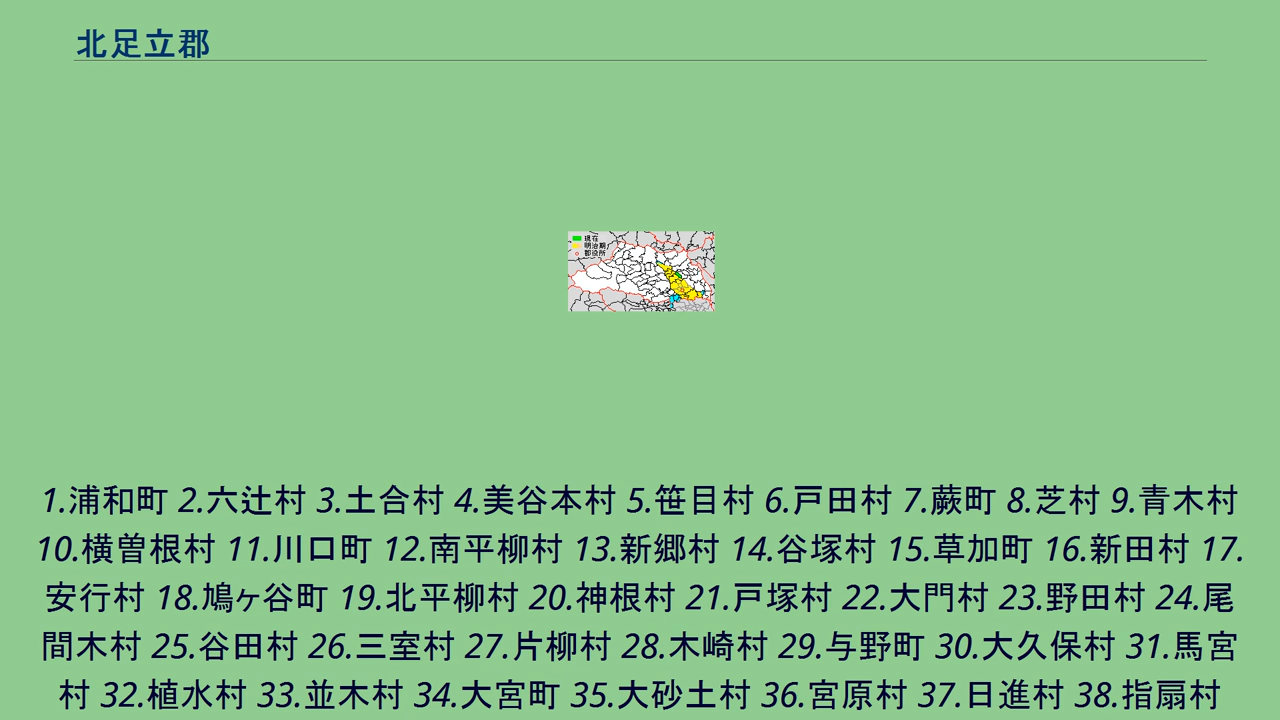 北足立郡
現在
明治期
郡役所
1.浦和町 2.六辻村 3.土合村 4.美谷本村 5.笹目村 6.戸田村 7.蕨町 8.芝村 9.青木村
10.横曽根村 11.川口町 12.南平柳村 13.新郷村 14.谷塚村 15.草加町 16.新田村 17.
安行村 18.鳩ヶ谷町 19.北平柳村 20.神根村 21.戸塚村 22.大門村 23.野田村 24.尾
間木村 25.谷田村 26.三室村 27.片柳村 28.木崎村 29.与野町 30.大久保村 31.馬宮
村 32.植水村 33.並木村 34.大宮町 35.大砂土村 36.宮原村 37.日進村 38.指扇村